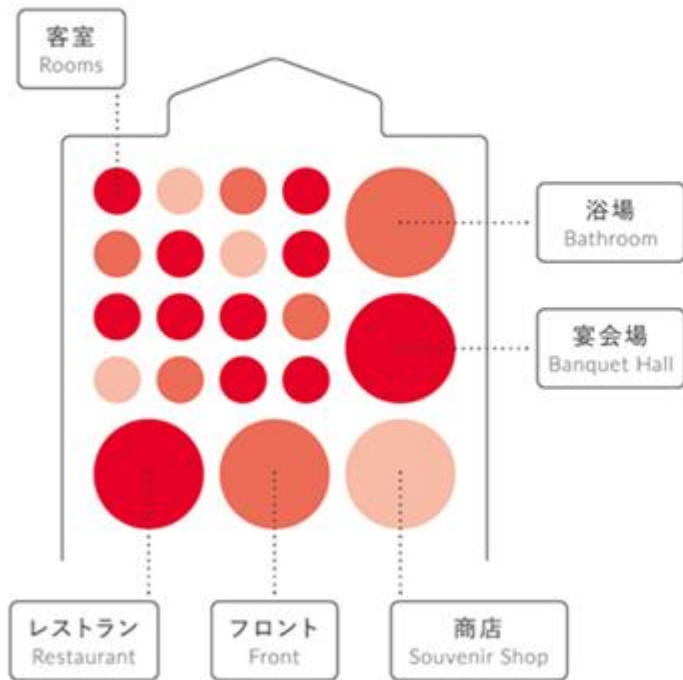 客室
Rooms
浴場
Bathroom
宴会場
Banquet Hall
レストラン
Restaurant
フロント
Front
商店
Souvenir Shop